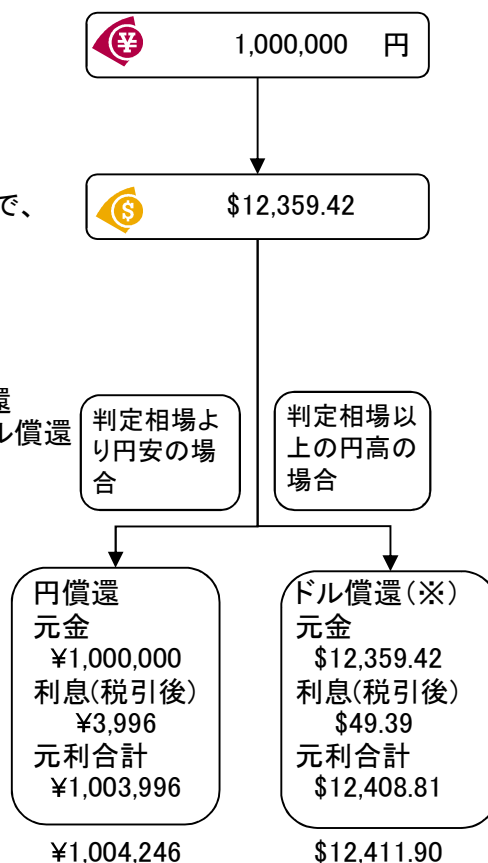 1,000,000 円
で、
$12,359.42
還
ル償還
判定相場よ
り円安の場
合
判定相場以
上の円高の
場合
円償還
元金
¥1,000,000
利息(税引後)
¥3,996
元利合計
¥1,003,996
ドル償還(※)
元金
$12,359.42
利息(税引後)
$49.39
元利合計
$12,408.81
¥1,004,246
$12,411.90